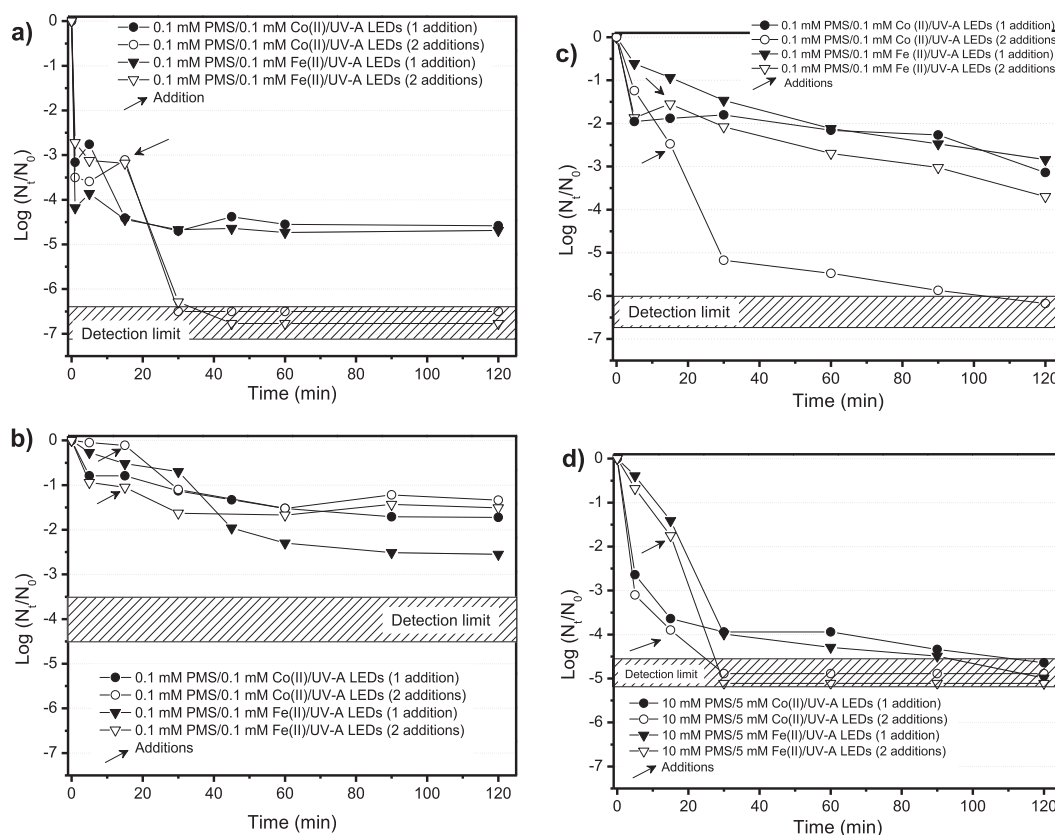 a)
0.1 mM PMS/0.1 mM Co(II)/UV-A LEDs (1 addition)
0.1 mM PMS/0.1 mM Co(II)/UV-A LEDs (2 additions)
0.1 mM PMS/0.1 mM Fe(II)/UV-A LEDs (1 addition)
0.1 mM PMS/0.1 mM Fe(II)/UV-A LEDs (2 additions)
Addition
Log (Nt/N0)
0
-1
-2
-3
-4
-5
-6
-7
Detection limit
0 20 40 60 80 100 120
Time (min)
c)
0.1 mM PMS/0.1 mM Co(II)/UV-A LEDs (1 addition)
0.1 mM PMS/0.1 mM Co (II)/UV-A LEDs (2 additions)
0.1 mM PMS/0.1 mM Fe (II)/UV-A LEDs (1 addition)
0.1 mM PMS/0.1 mM Fe (II)/UV-A LEDs (2 additions)
Additions
Log (Nt/N0)
0
-1
-2
-3
-4
-5
-6
-7
Detection limit
0 20 40 60 80 100 120
Time (min)
b)
Log (Nt/N0)
0
-1
-2
-3
-4
-5
-6
-7
Detection limit
0.1 mM PMS/0.1 mM Co(II)/UV-A LEDs (1 addition)
0.1 mM PMS/0.1 mM Co(II)/UV-A LEDs (2 additions)
0.1 mM PMS/0.1 mM Fe(II)/UV-A LEDs (1 addition)
0.1 mM PMS/0.1 mM Fe(II)/UV-A LEDs (2 additions)
Additions
0 20 40 60 80 100 120
Time (min)
d)
Log (Nt/N0)
0
-1
-2
-3
-4
-5
-6
-7
Detection limit
10 mM PMS/5 mM Co(II)/UV-A LEDs (1 addition)
10 mM PMS/5 mM Co(II)/UV-A LEDs (2 additions)
10 mM PMS/5 mM Fe(II)/UV-A LEDs (1 addition)
10 mM PMS/5 mM Fe(II)/UV-A LEDs (2 additions)
Additions
0 20 40 60 80 100 120
Time (min)